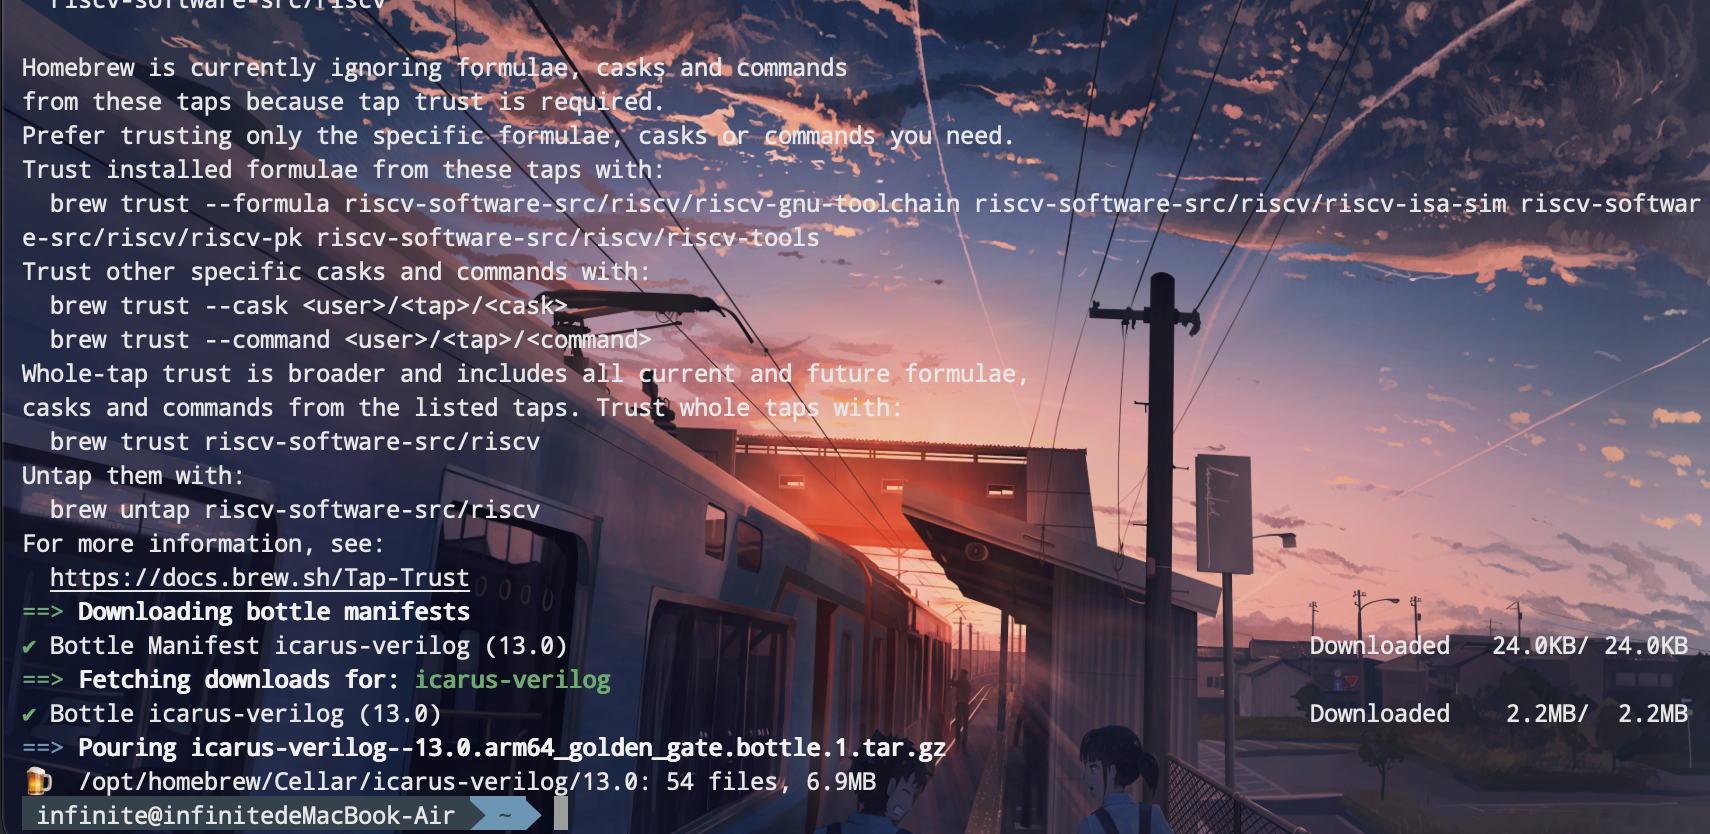 riscv-software-src/riscv
Homebrew is currently ignoring formulae, casks and commands
from these taps because tap trust is required.
Prefer trusting only the specific formulae, casks or commands you need.
Trust installed formulae from these taps with:
  brew trust --formula riscv-software-src/riscv/riscv-gnu-toolchain riscv-software-src/riscv/riscv-isa-sim riscv-softwar
e-src/riscv/riscv-pk riscv-software-src/riscv/riscv-tools
Trust other specific casks and commands with:
  brew trust --cask <user>/<tap>/<cask>
  brew trust --command <user>/<tap>/<command>
Whole-tap trust is broader and includes all current and future formulae,
casks and commands from the listed taps. Trust whole taps with:
  brew trust riscv-software-src/riscv
Untap them with:
  brew untap riscv-software-src/riscv
For more information, see:
  https://docs.brew.sh/Tap-Trust
==> Downloading bottle manifests
✔ Bottle Manifest icarus-verilog (13.0) Downloaded 24.0KB/ 24.0KB
==> Fetching downloads for: icarus-verilog
✔ Bottle icarus-verilog (13.0) Downloaded 2.2MB/ 2.2MB
==> Pouring icarus-verilog--13.0.arm64_golden_gate.bottle.1.tar.gz
🍺 /opt/homebrew/Cellar/icarus-verilog/13.0: 54 files, 6.9MB
infinite@infinitedeMacBook-Air ~